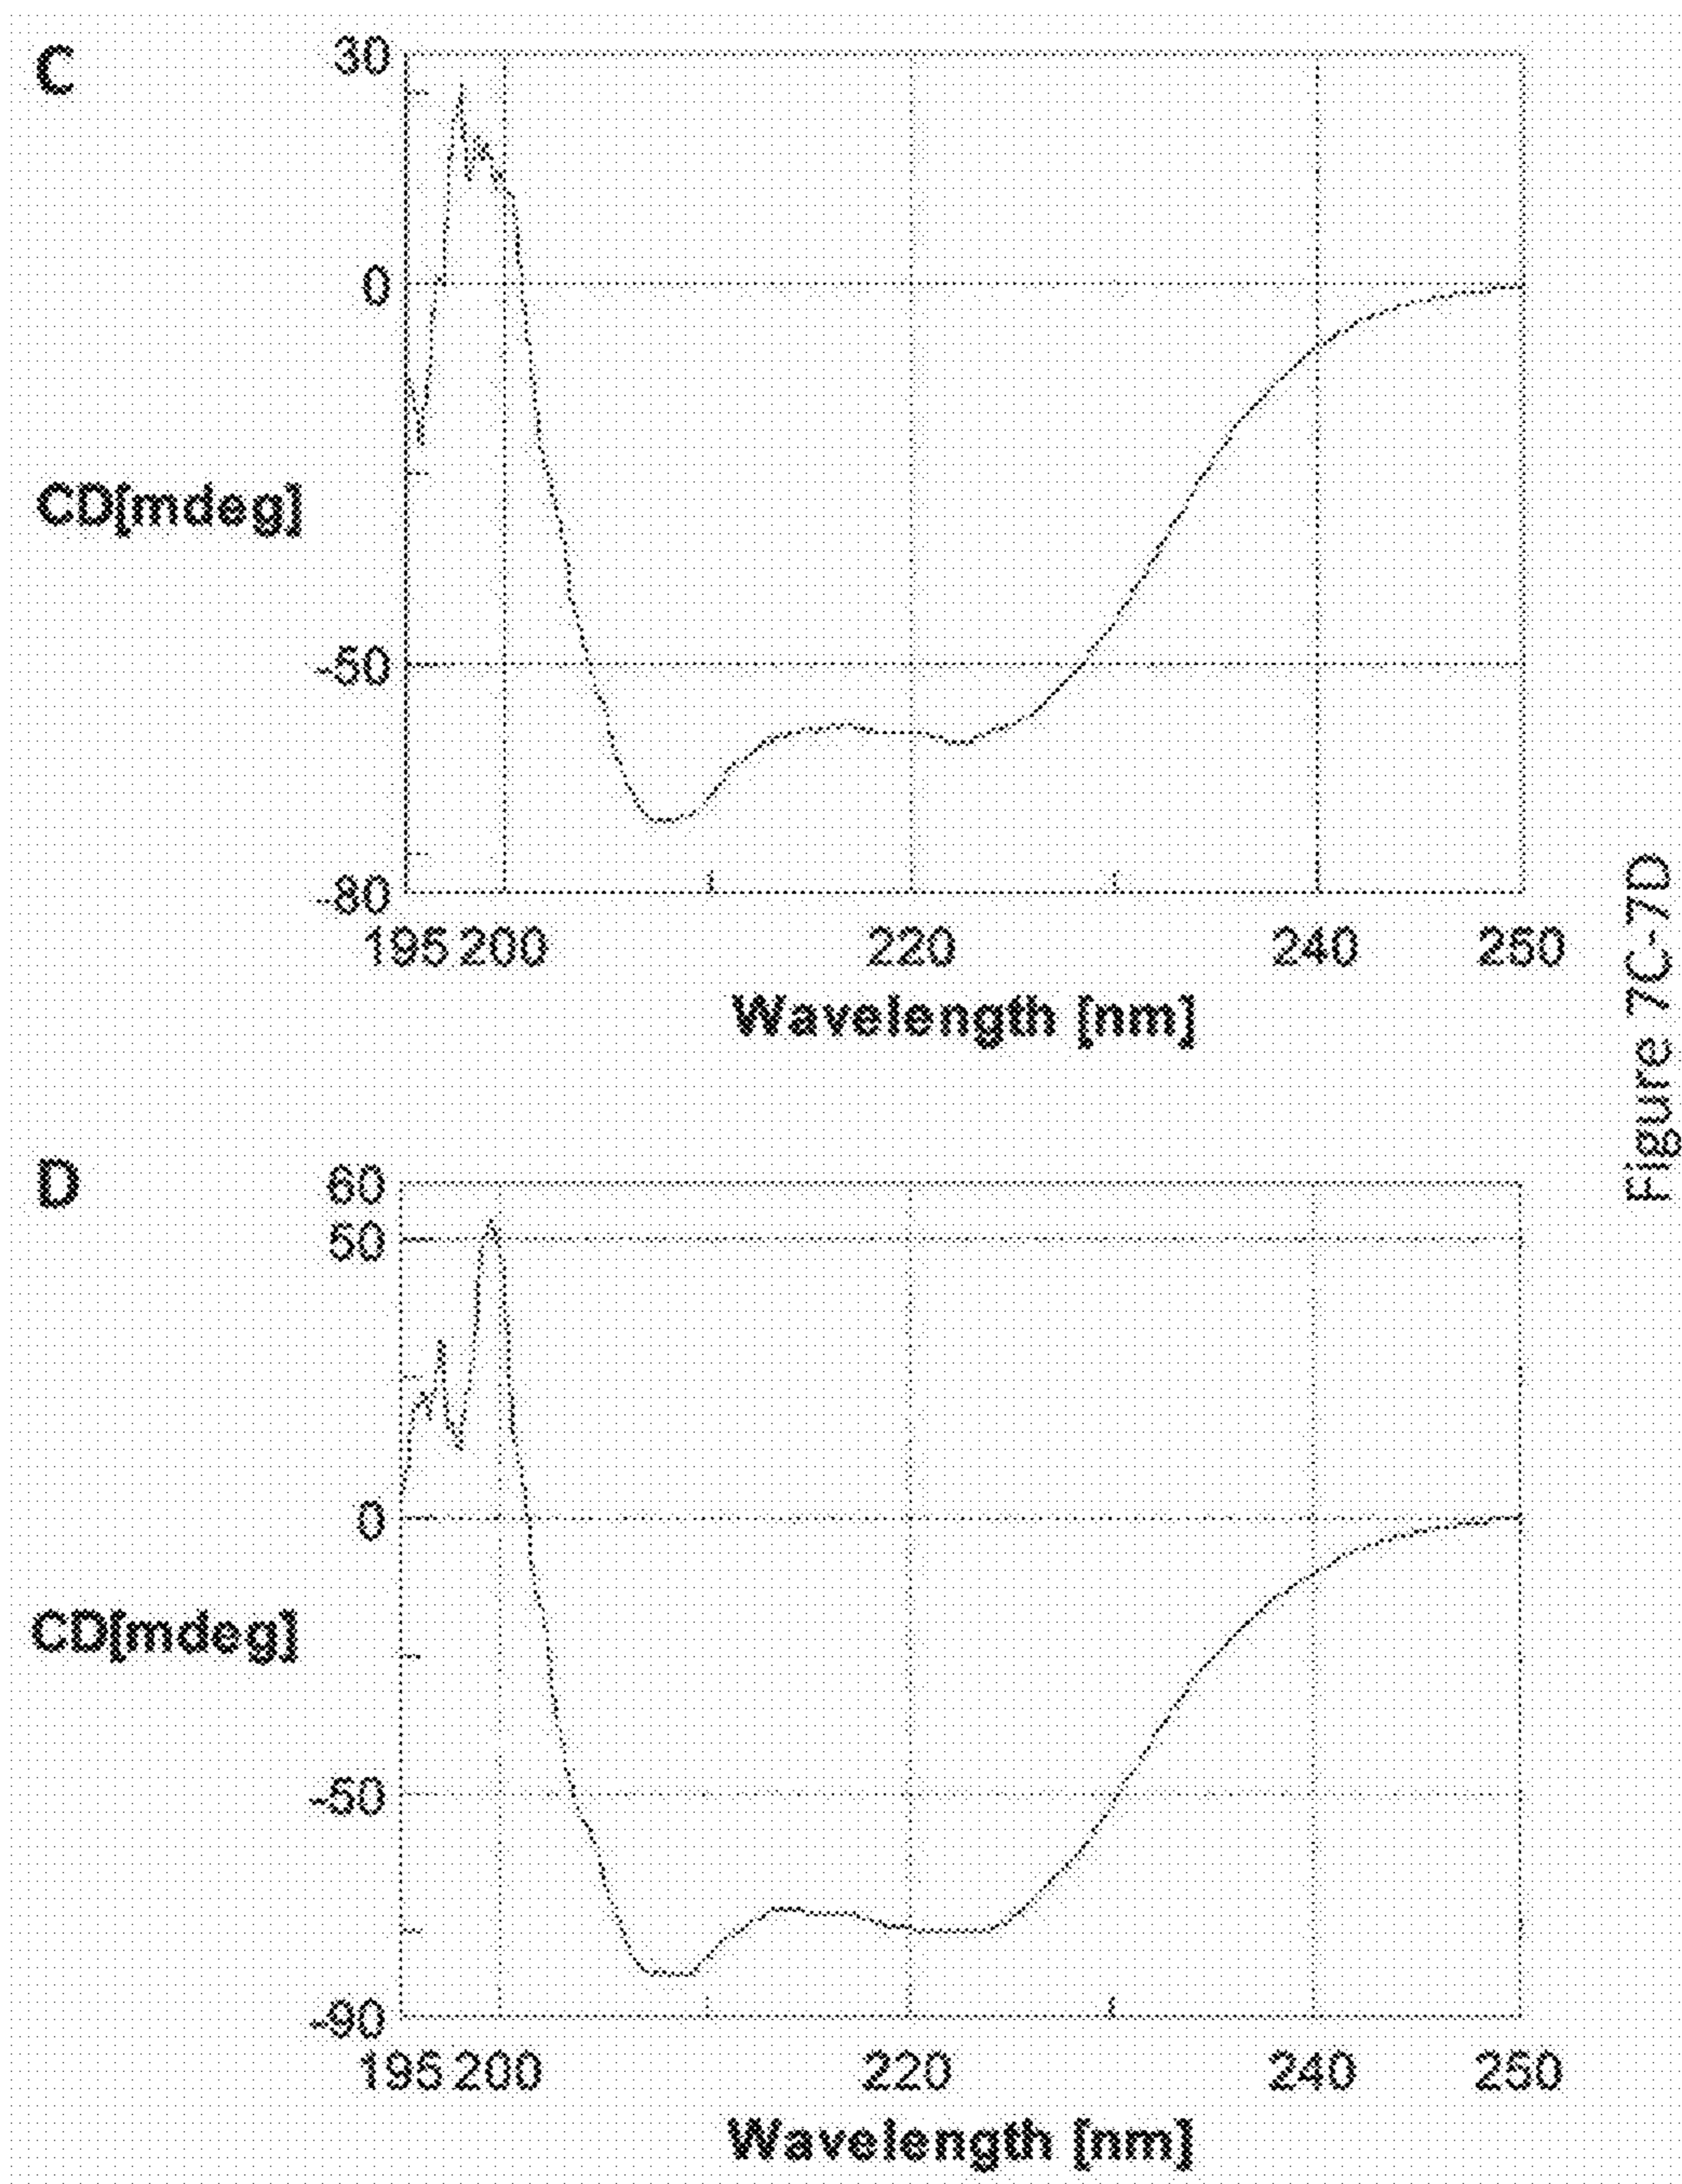 C
30
0
CD[mdeg]
-50
-80
195 200 220 240 250
Wavelength [nm]
Figure 7C-7D
D
60
50
0
CD[mdeg]
-50
-90
195 200 220 240 250
Wavelength [nm]